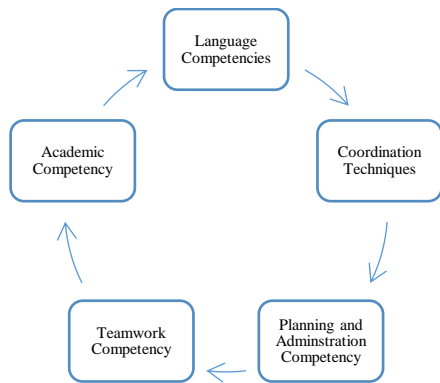 Language
Competencies
Coordination
Techniques
Planning and
Adminstration
Competency
Teamwork
Competency
Academic
Competency